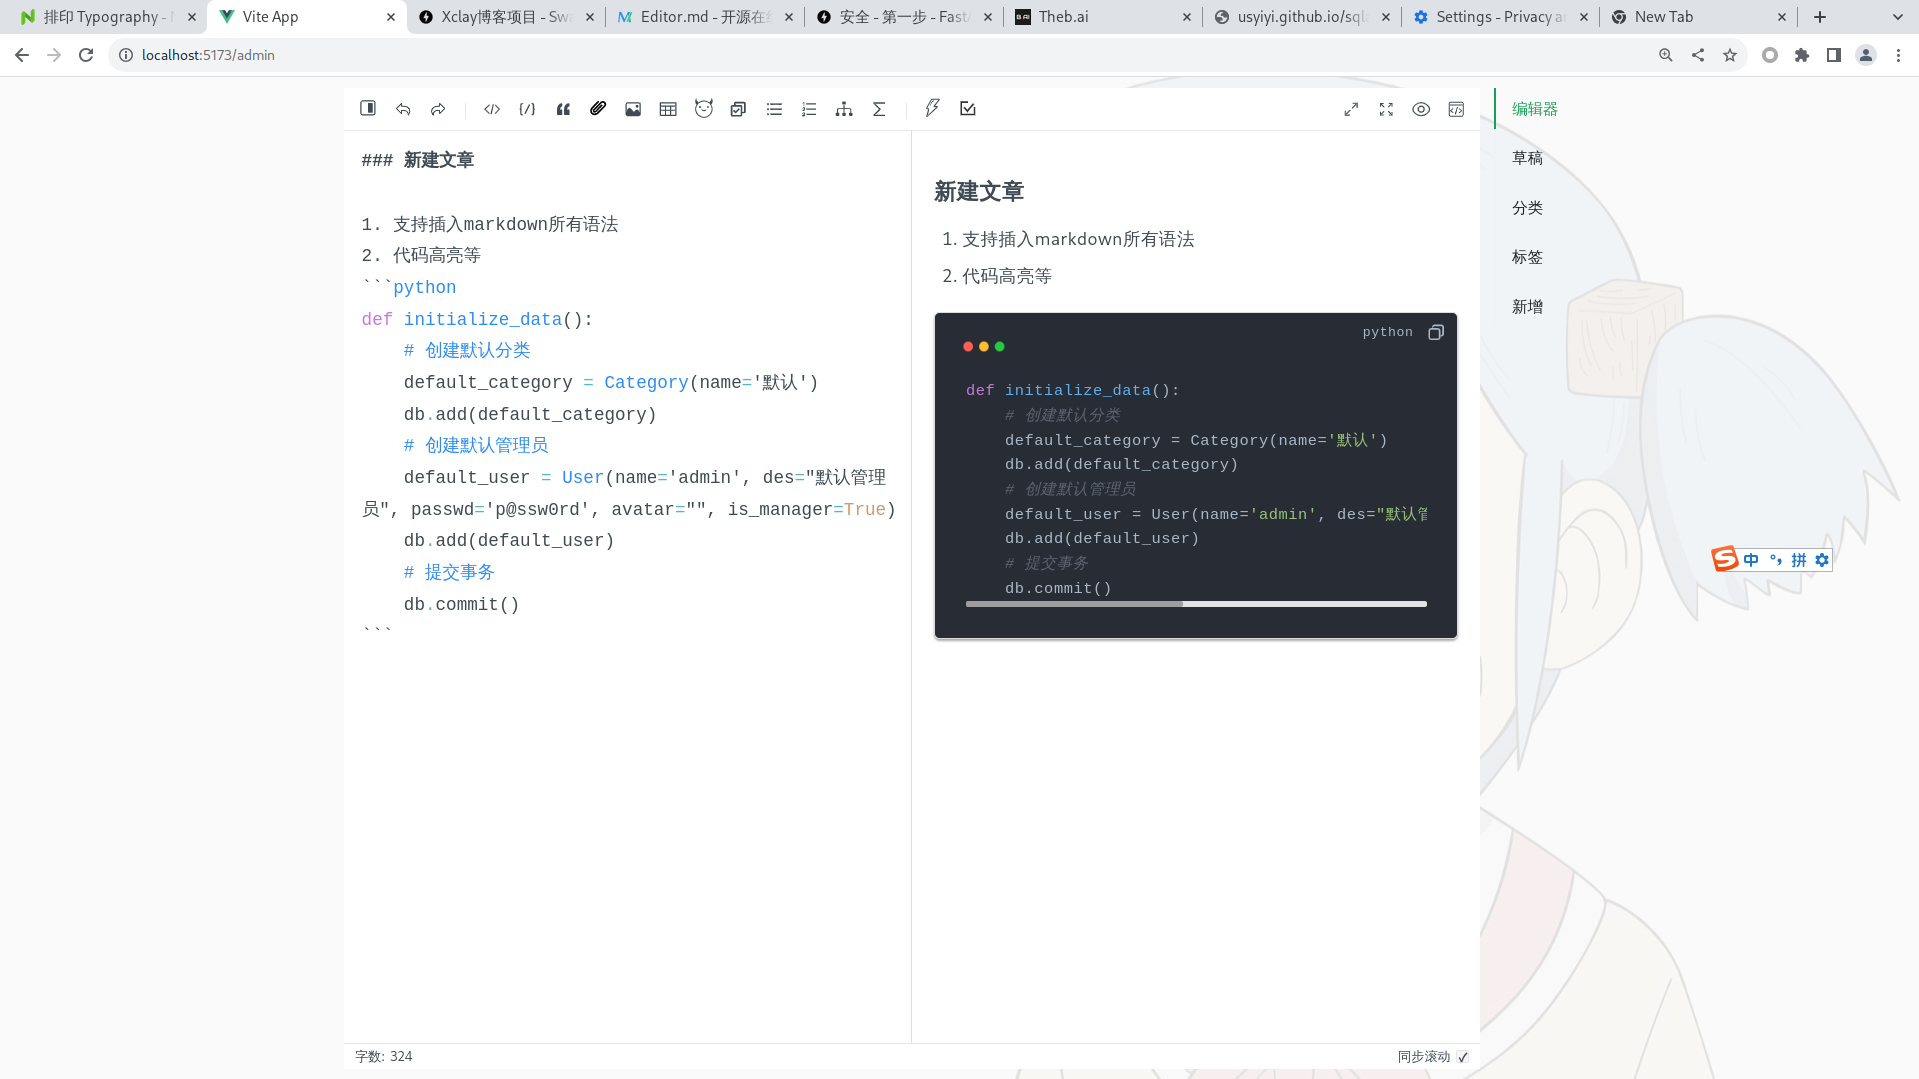 排印 Typography - N
Vite App
Xclay博客项目 - Swa
Editor.md - 开源在线
安全 - 第一步 - FastA
Theb.ai
usyiyi.github.io/sqla
Settings - Privacy an
New Tab
localhost:5173/admin
### 新建文章
1. 支持插入markdown所有语法
2. 代码高亮等
```python
def initialize_data():
    # 创建默认分类
    default_category = Category(name='默认')
    db.add(default_category)
    # 创建默认管理员
    default_user = User(name='admin', des="默认管理
员", passwd='p@ssw0rd', avatar="", is_manager=True)
    db.add(default_user)
    # 提交事务
    db.commit()
```
新建文章
1. 支持插入markdown所有语法
2. 代码高亮等
python
def initialize_data():
    # 创建默认分类
    default_category = Category(name='默认')
    db.add(default_category)
    # 创建默认管理员
    default_user = User(name='admin', des="默认管
    db.add(default_user)
    # 提交事务
    db.commit()
编辑器
草稿
分类
标签
新增
中 °, 拼
字数: 324
同步滚动